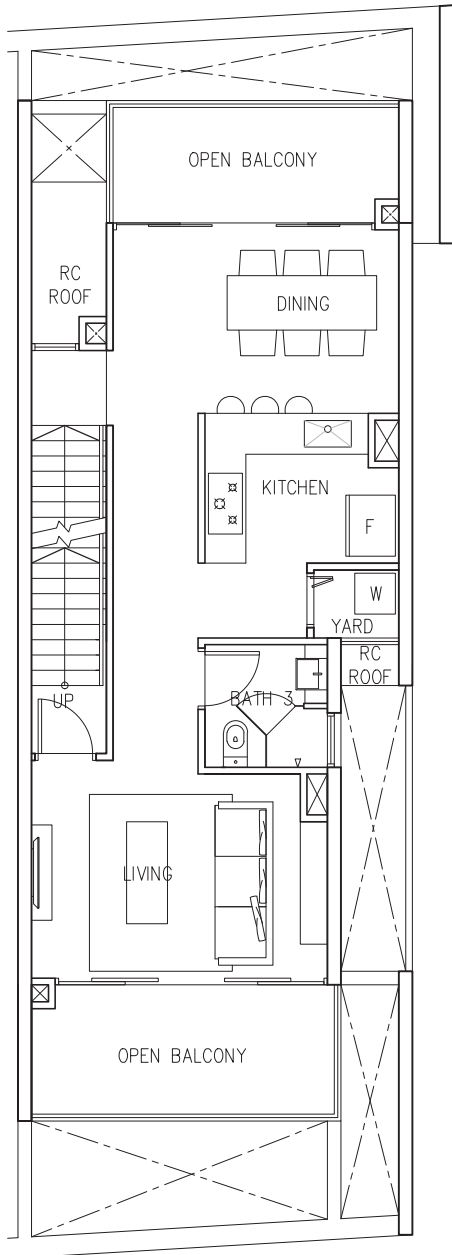 OPEN BALCONY
RC
ROOF
DINING
KITCHEN
F
W
YARD
RC
ROOF
UP
BATH 3
LIVING
OPEN BALCONY